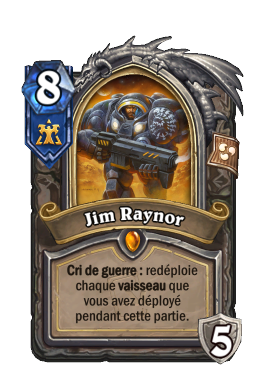 8
Jim Raynor
Cri de guerre : redéploie
chaque vaisseau que
vous avez déployé
pendant cette partie.
5